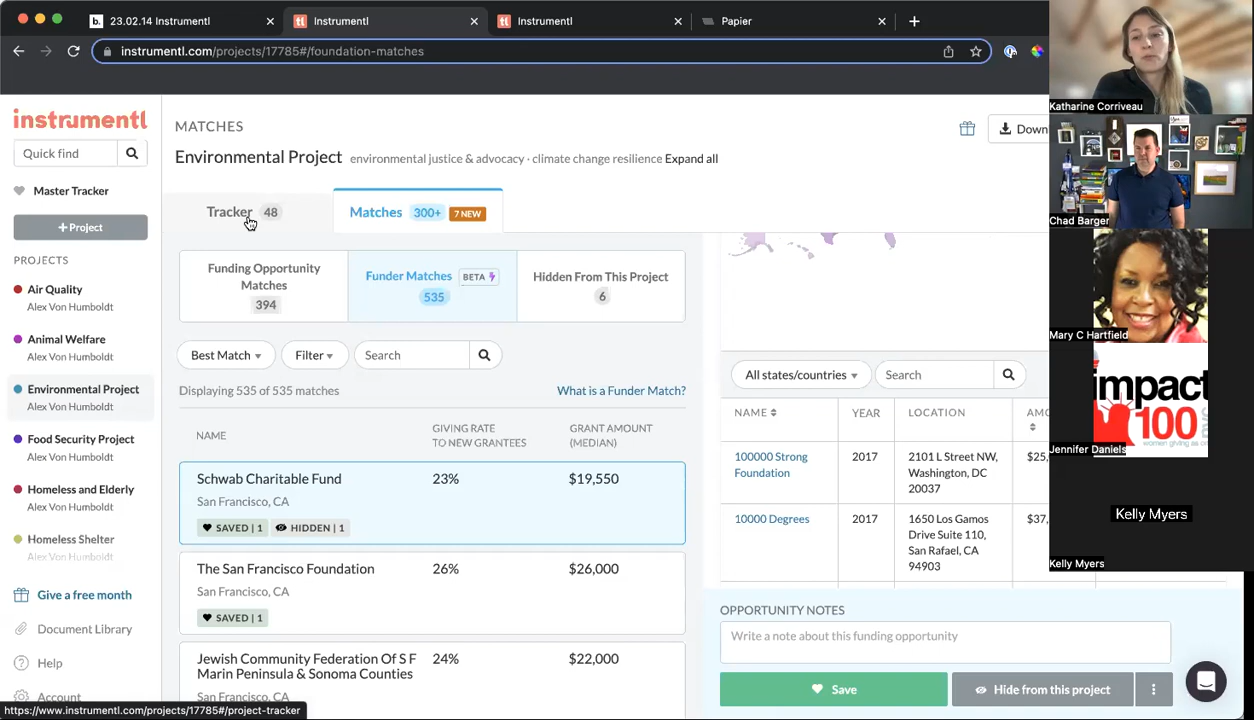 b. 23.02.14 Instrumentl
Instrumentl
Instrumentl
Papier
instrumentl.com/projects/17785#/foundation-matches
instrumentl
Quick find
Master Tracker
+ Project
PROJECTS
Air Quality
Alex Von Humboldt
Animal Welfare
Alex Von Humboldt
Environmental Project
Alex Von Humboldt
Food Security Project
Alex Von Humboldt
Homeless and Elderly
Alex Von Humboldt
Homeless Shelter
Alex Von Humboldt
Give a free month
Document Library
Help
Account
https://www.instrumentl.com/projects/17785#/project-tracker
MATCHES
Environmental Project environmental justice & advocacy · climate change resilience Expand all
Down
Tracker 48
Matches 300+ 7 NEW
Funding Opportunity
Matches
394
Funder Matches BETA
535
Hidden From This Project
6
Best Match
Filter
Search
Displaying 535 of 535 matches
What is a Funder Match?
NAME
GIVING RATE
TO NEW GRANTEES
GRANT AMOUNT
(MEDIAN)
Schwab Charitable Fund 23% $19,550
San Francisco, CA
SAVED | 1 HIDDEN | 1
The San Francisco Foundation 26% $26,000
San Francisco, CA
SAVED | 1
Jewish Community Federation Of S F
Marin Peninsula & Sonoma Counties
24% $22,000
San Francisco, CA
All states/countries
Search
NAME YEAR LOCATION AMO
100000 Strong
Foundation
2017
2101 L Street NW,
Washington, DC
20037
$25,
10000 Degrees
2017
1650 Los Gamos
Drive Suite 110,
San Rafael, CA
94903
$37,
OPPORTUNITY NOTES
Write a note about this funding opportunity
Save
Hide from this project
Katharine Corriveau
Chad Barger
Mary C Hartfield
impact
100
women giving as
Jennifer Daniels
Kelly Myers
Kelly Myers